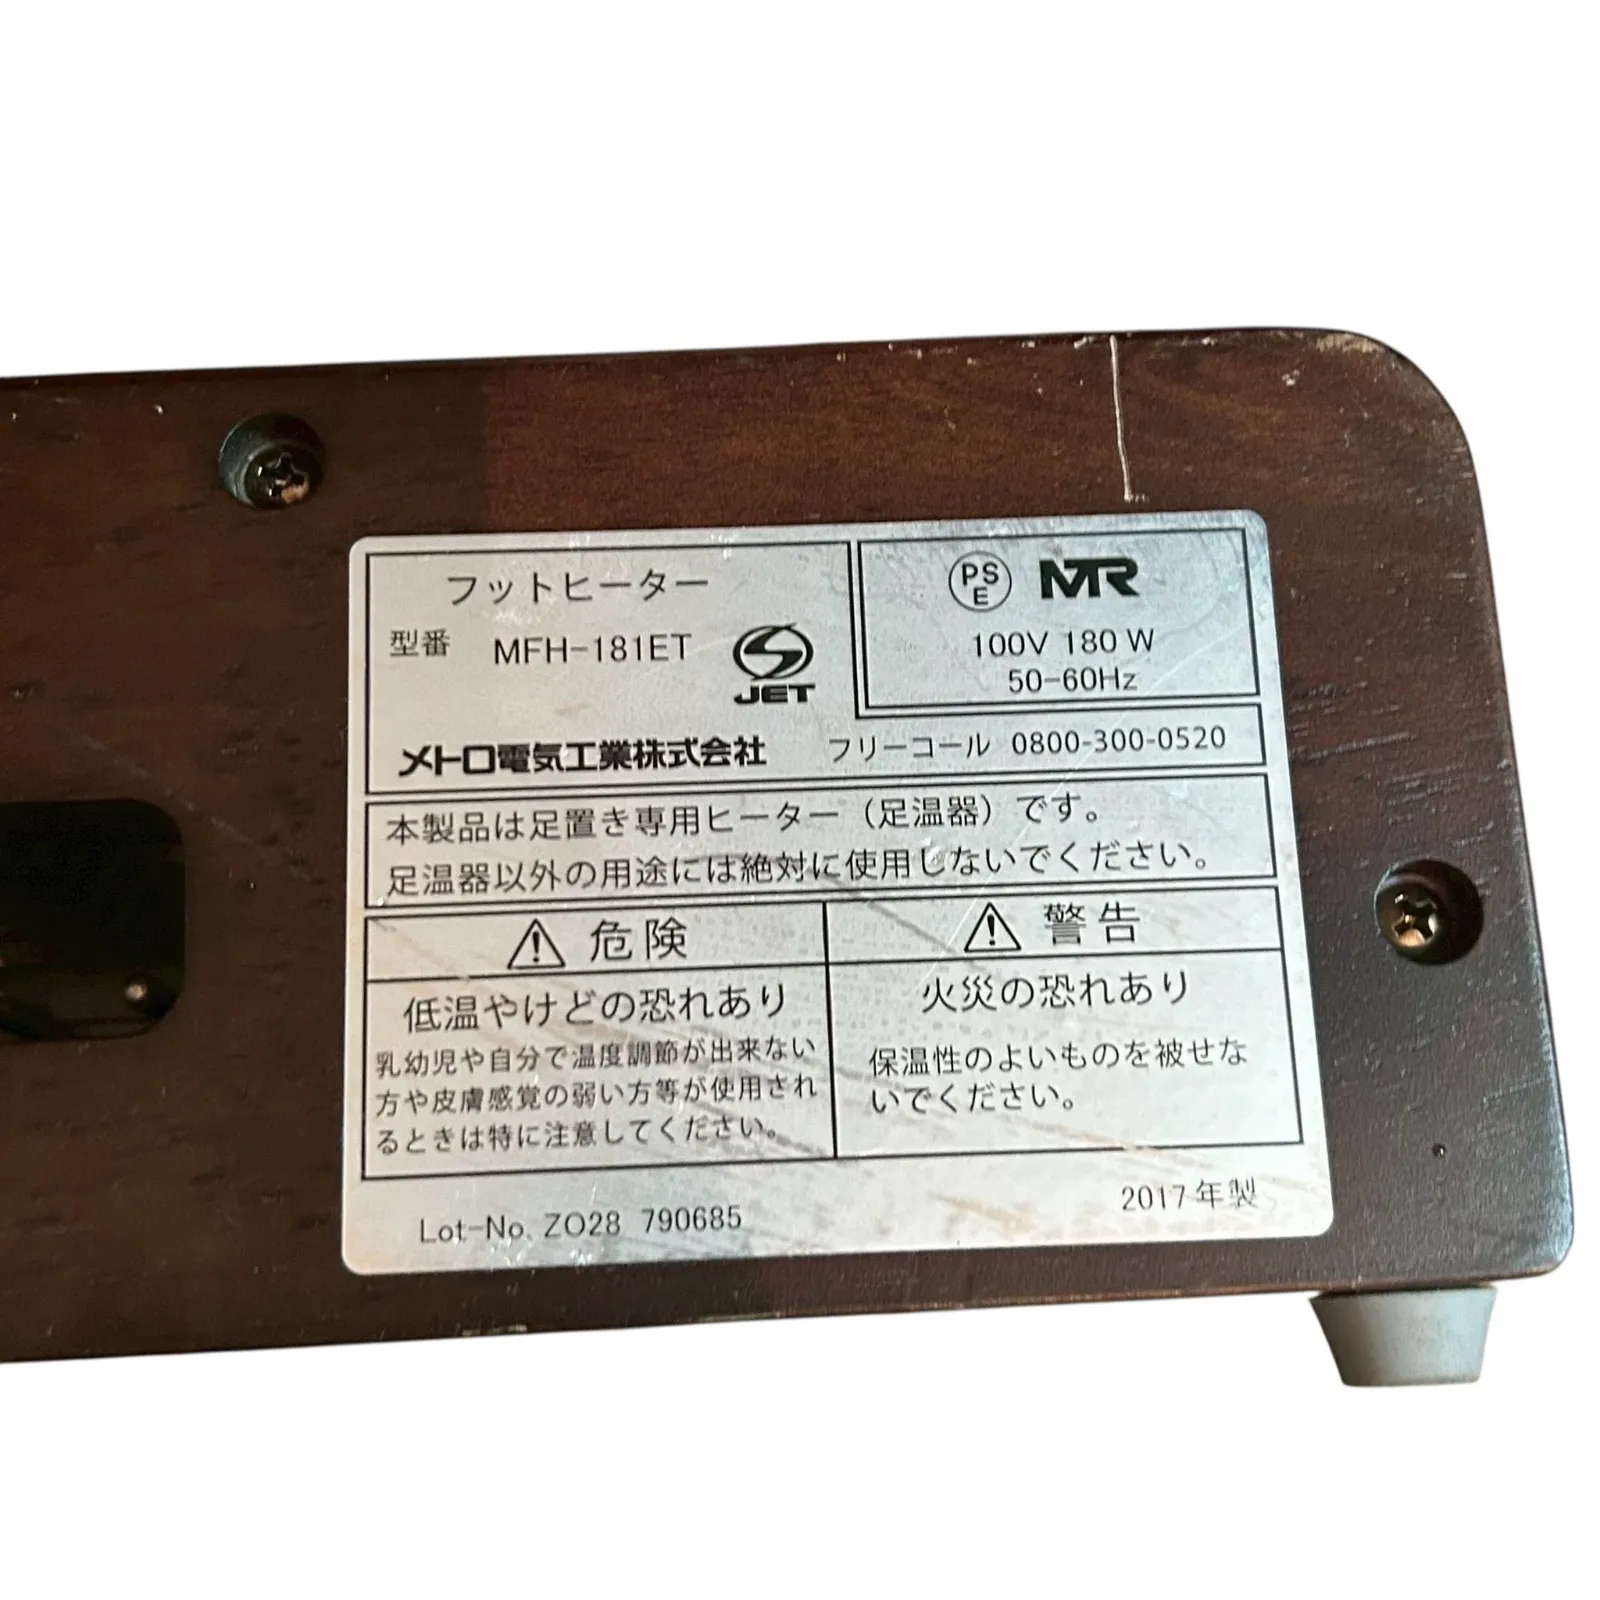 フットヒーター
型番 MFH-181ET
JET
PS
E
MTR
100V 180W
50-60Hz
メトロ電気工業株式会社 フリーコール 0800-300-0520
本製品は足置き専用ヒーター（足温器）です。
足温器以外の用途には絶対に使用しないでください。
危険
低温やけどの恐れあり
乳幼児や自分で温度調節が出来ない
方や皮膚感覚の弱い方等が使用され
るときは特に注意してください。
警告
火災の恐れあり
保温性のよいものを被せな
いでください。
Lot-No. ZO28 790685
2017年製